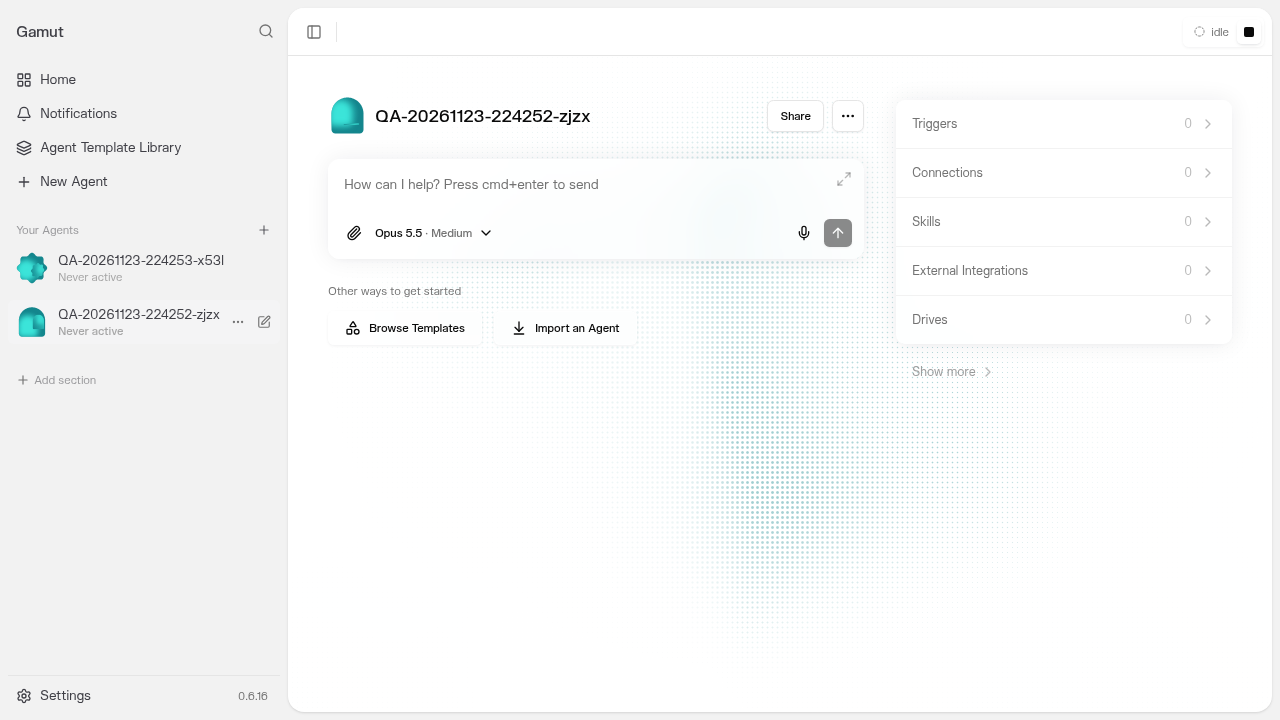 Gamut
Home
Notifications
Agent Template Library
New Agent
Your Agents
QA-20261123-224253-x53l
Never active
QA-20261123-224252-zjzx
Never active
Add section
Settings
0.6.16
idle
QA-20261123-224252-zjzx
Share
How can I help? Press cmd+enter to send
Opus 5.5 · Medium
Other ways to get started
Browse Templates
Import an Agent
Triggers 0
Connections 0
Skills 0
External Integrations 0
Drives 0
Show more